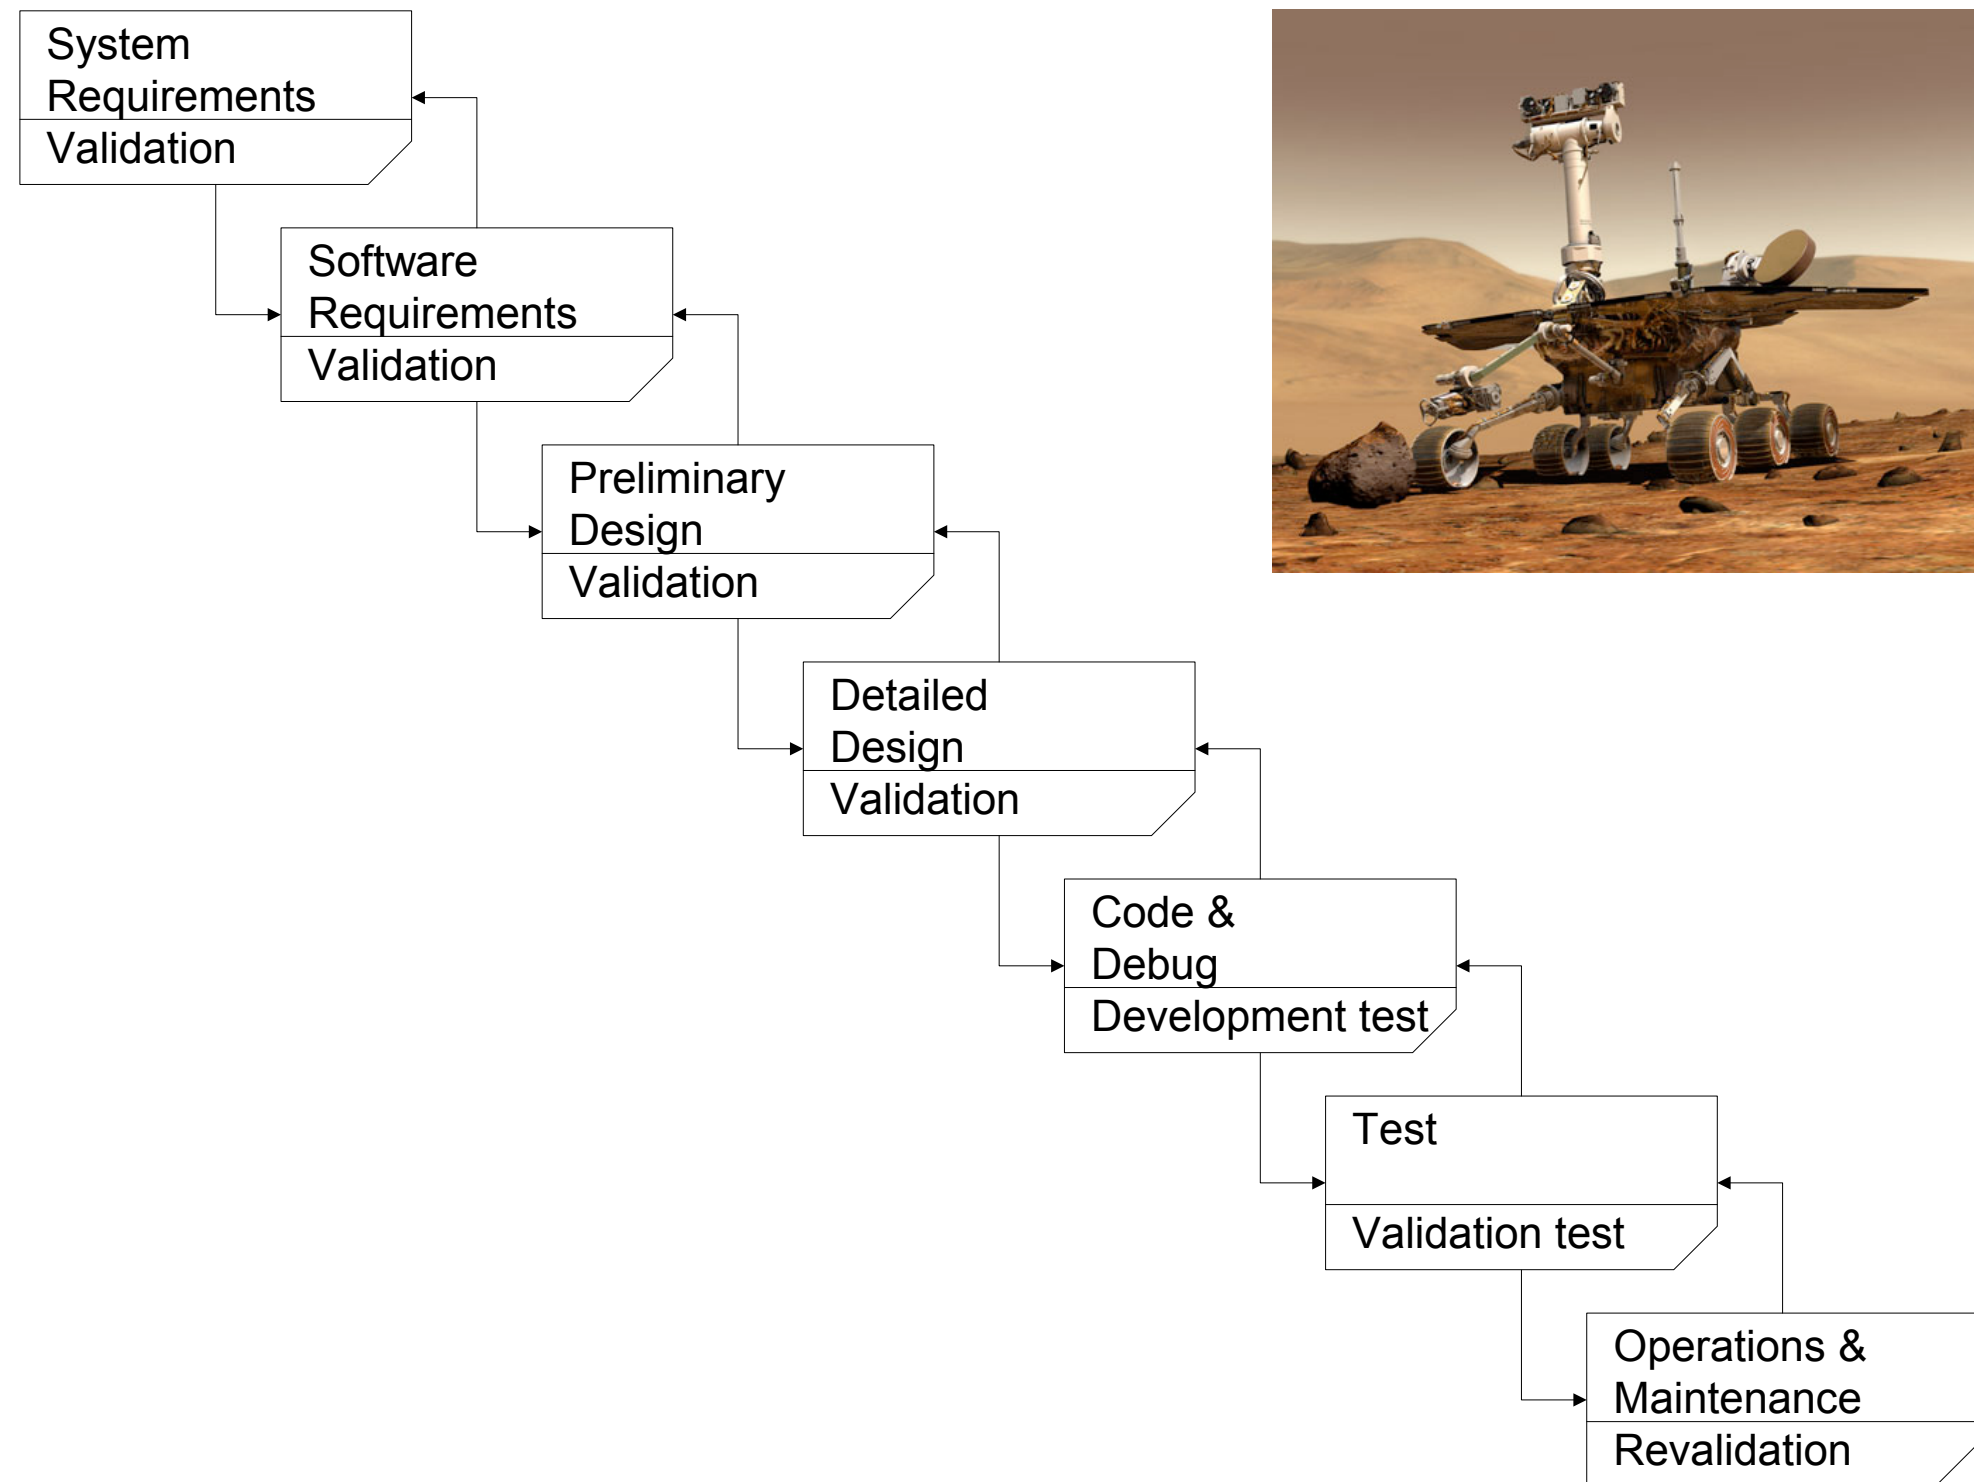 System
Requirements
Validation
Software
Requirements
Validation
Preliminary
Design
Validation
Detailed
Design
Validation
Code &
Debug
Development test
Test
Validation test
Operations &
Maintenance
Revalidation